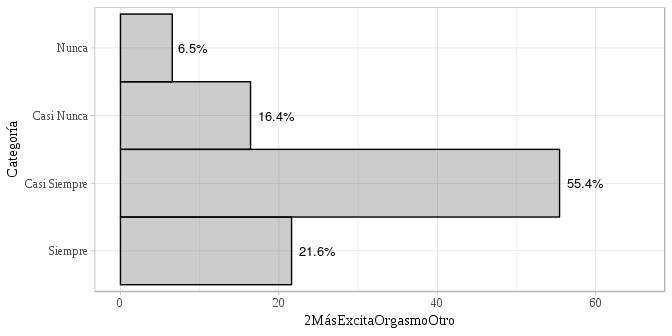 Nunca
6.5%
Casi Nunca
16.4%
Casi Siempre
55.4%
Siempre
21.6%
Categoría
0 20 40 60
2MásExcitaOrgasmoOtro